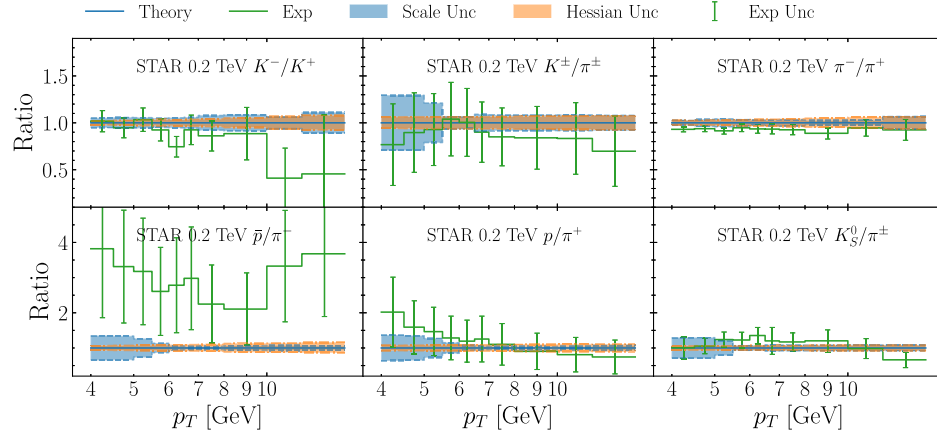 Theory Exp Scale Unc Hessian Unc Exp Unc
STAR 0.2 TeV K⁻/K⁺ STAR 0.2 TeV K±/π± STAR 0.2 TeV π⁻/π⁺
Ratio
1.5
1.0
0.5
STAR 0.2 TeV p̄/π⁻ STAR 0.2 TeV p/π⁺ STAR 0.2 TeV K⁰_S/π±
Ratio
4
2
4 5 6 7 8 9 10 4 5 6 7 8 9 10 4 5 6 7 8 9 10
p_T [GeV] p_T [GeV] p_T [GeV]